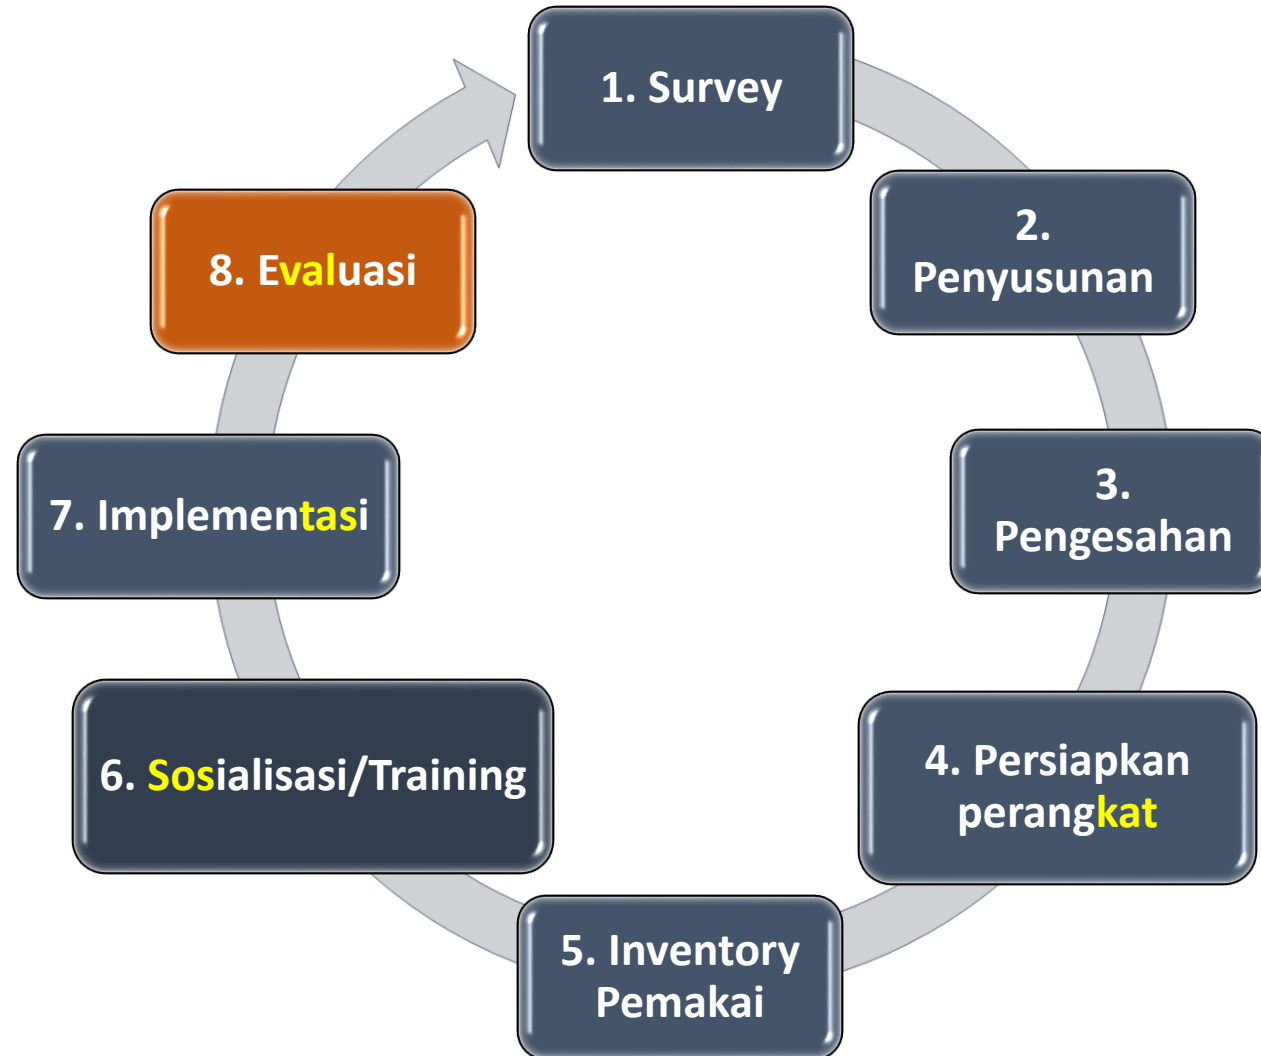 1. Survey
2.
Penyusunan
3.
Pengesahan
4. Persiapkan
perangkat
5. Inventory
Pemakai
6. Sosialisasi/Training
7. Implementasi
8. Evaluasi